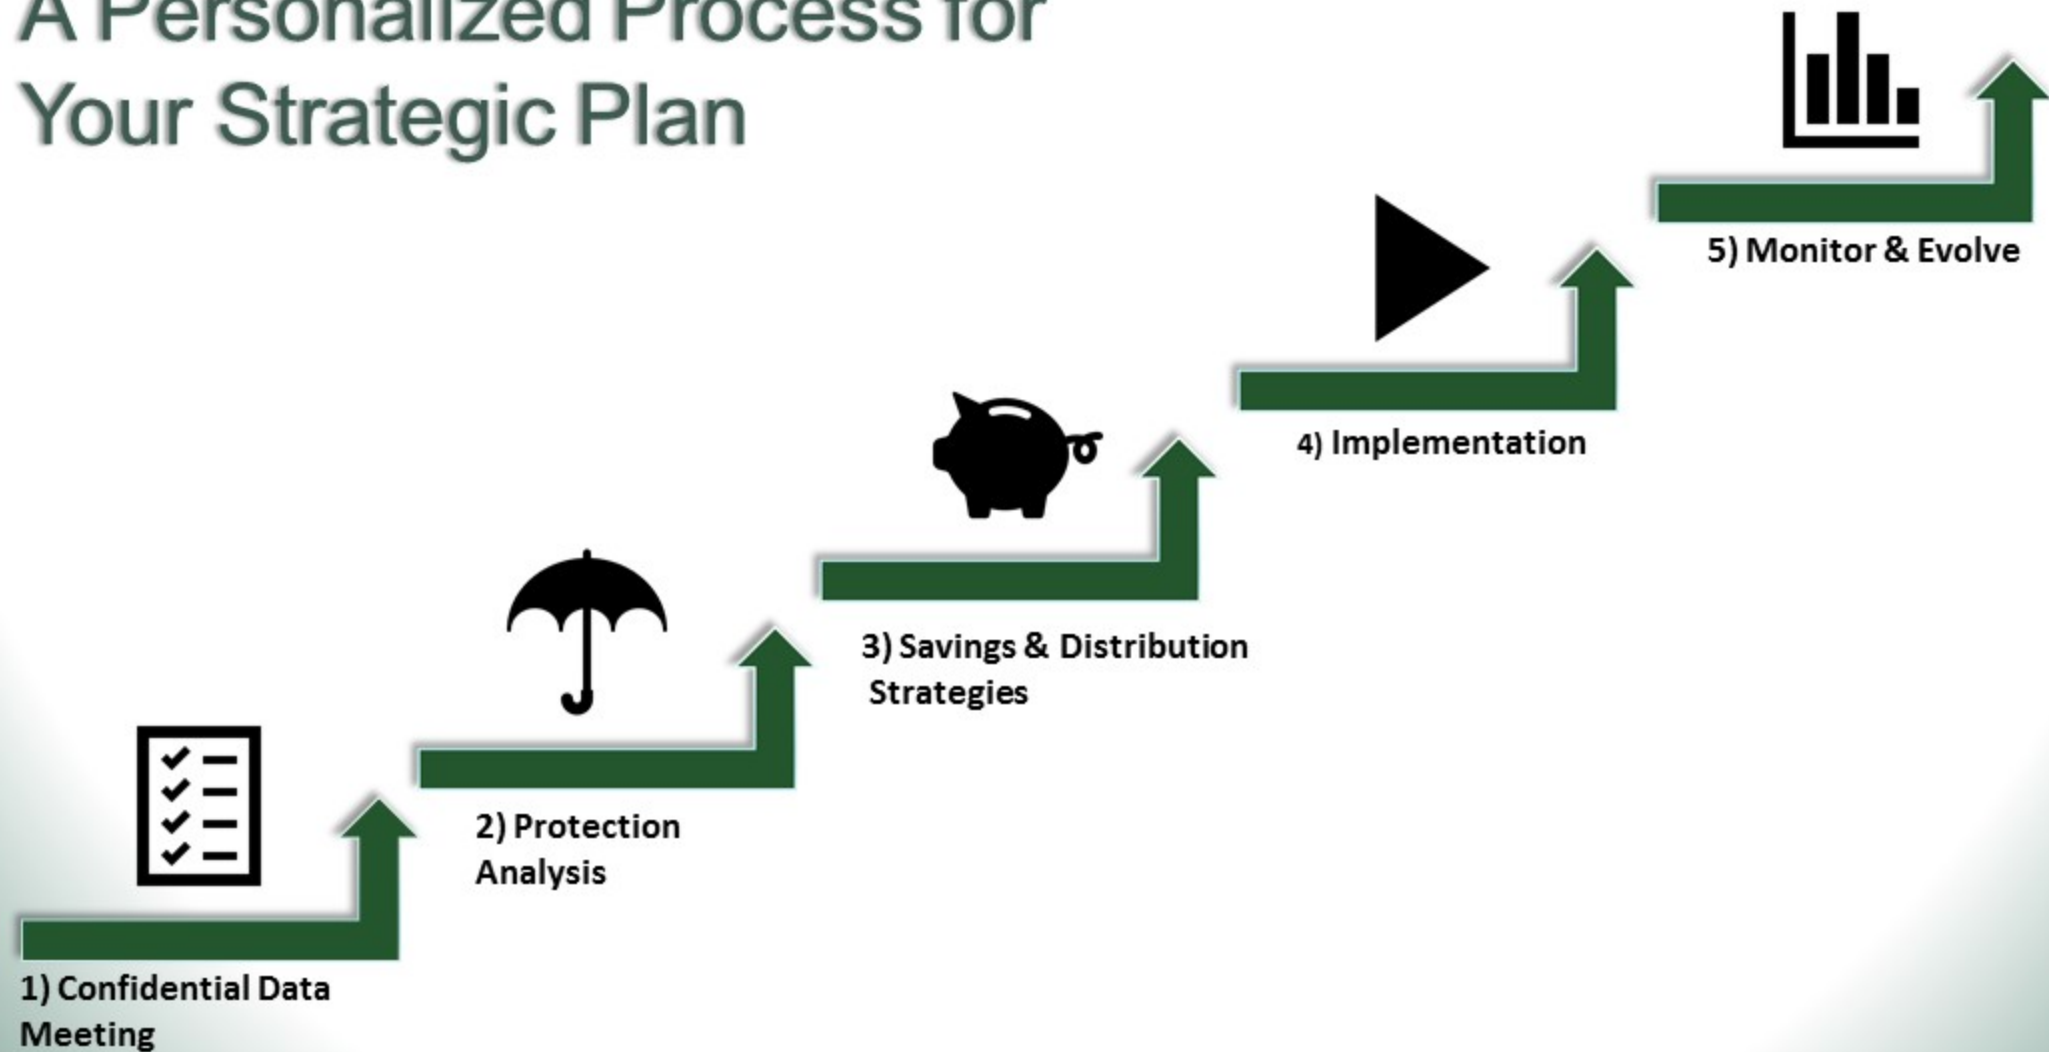 A Personalized Process for
Your Strategic Plan
1) Confidential Data
Meeting
2) Protection
Analysis
3) Savings & Distribution
Strategies
4) Implementation
5) Monitor & Evolve